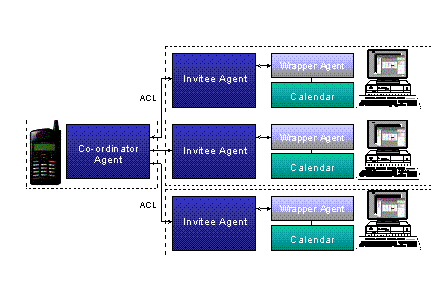 Invitee Agent
Wrapper Agent
Calendar
ACL
Co-ordinator
Agent
Invitee Agent
Wrapper Agent
Calendar
ACL
Invitee Agent
Wrapper Agent
Calendar